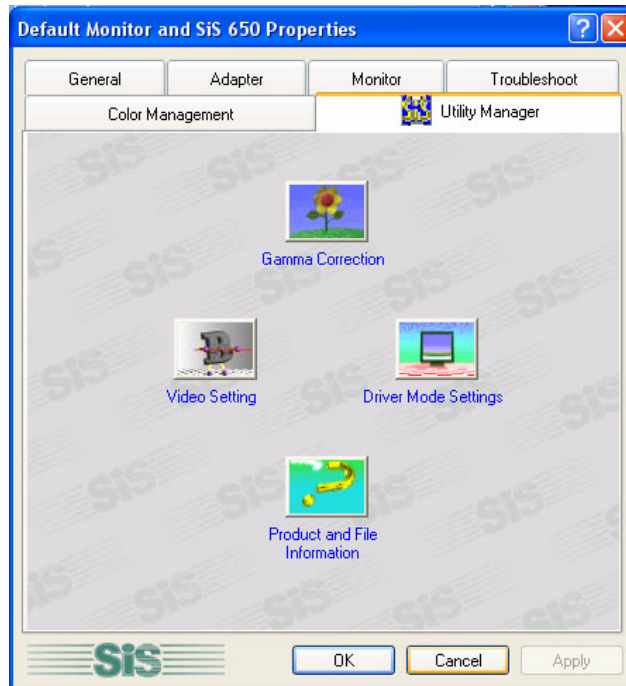 Default Monitor and SiS 650 Properties
General Adapter Monitor Troubleshoot
Color Management Utility Manager
Gamma Correction
Video Setting Driver Mode Settings
Product and File
Information
SiS OK Cancel Apply